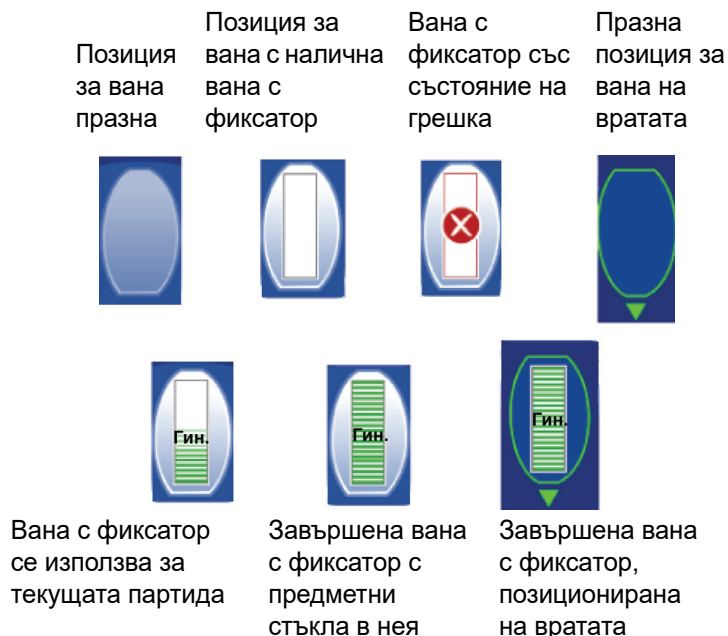 Позиция
за вана
празна
Позиция за
вана с налична
вана с
фиксатор
Вана с
фиксатор със
състояние на
грешка
Празна
позиция за
вана на
вратата
Гин.
Гин.
Гин.
Вана с фиксатор
се използва за
текущата партида
Завършена вана
с фиксатор с
предметни
стъкла в нея
Завършена вана
с фиксатор,
позиционирана
на вратата